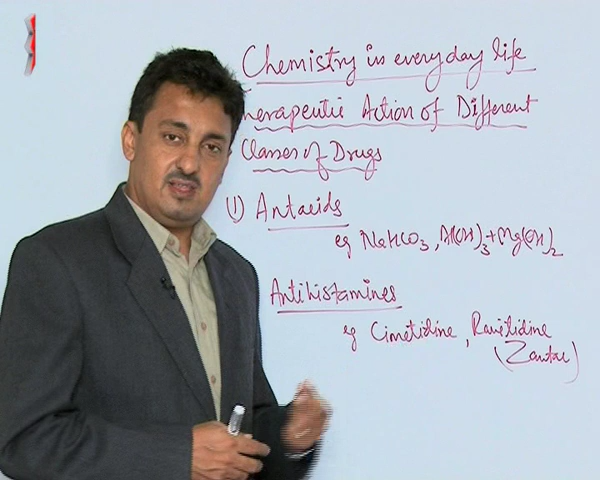 Chemistry in everyday life
herapeutic Action of Different
Classes of Drugs
(1) Antacids
eg NaHCO3, Al(OH)3 + Mg(OH)2
Antihistamines
eg Cimetidine, Ranitidine
(Zantac)